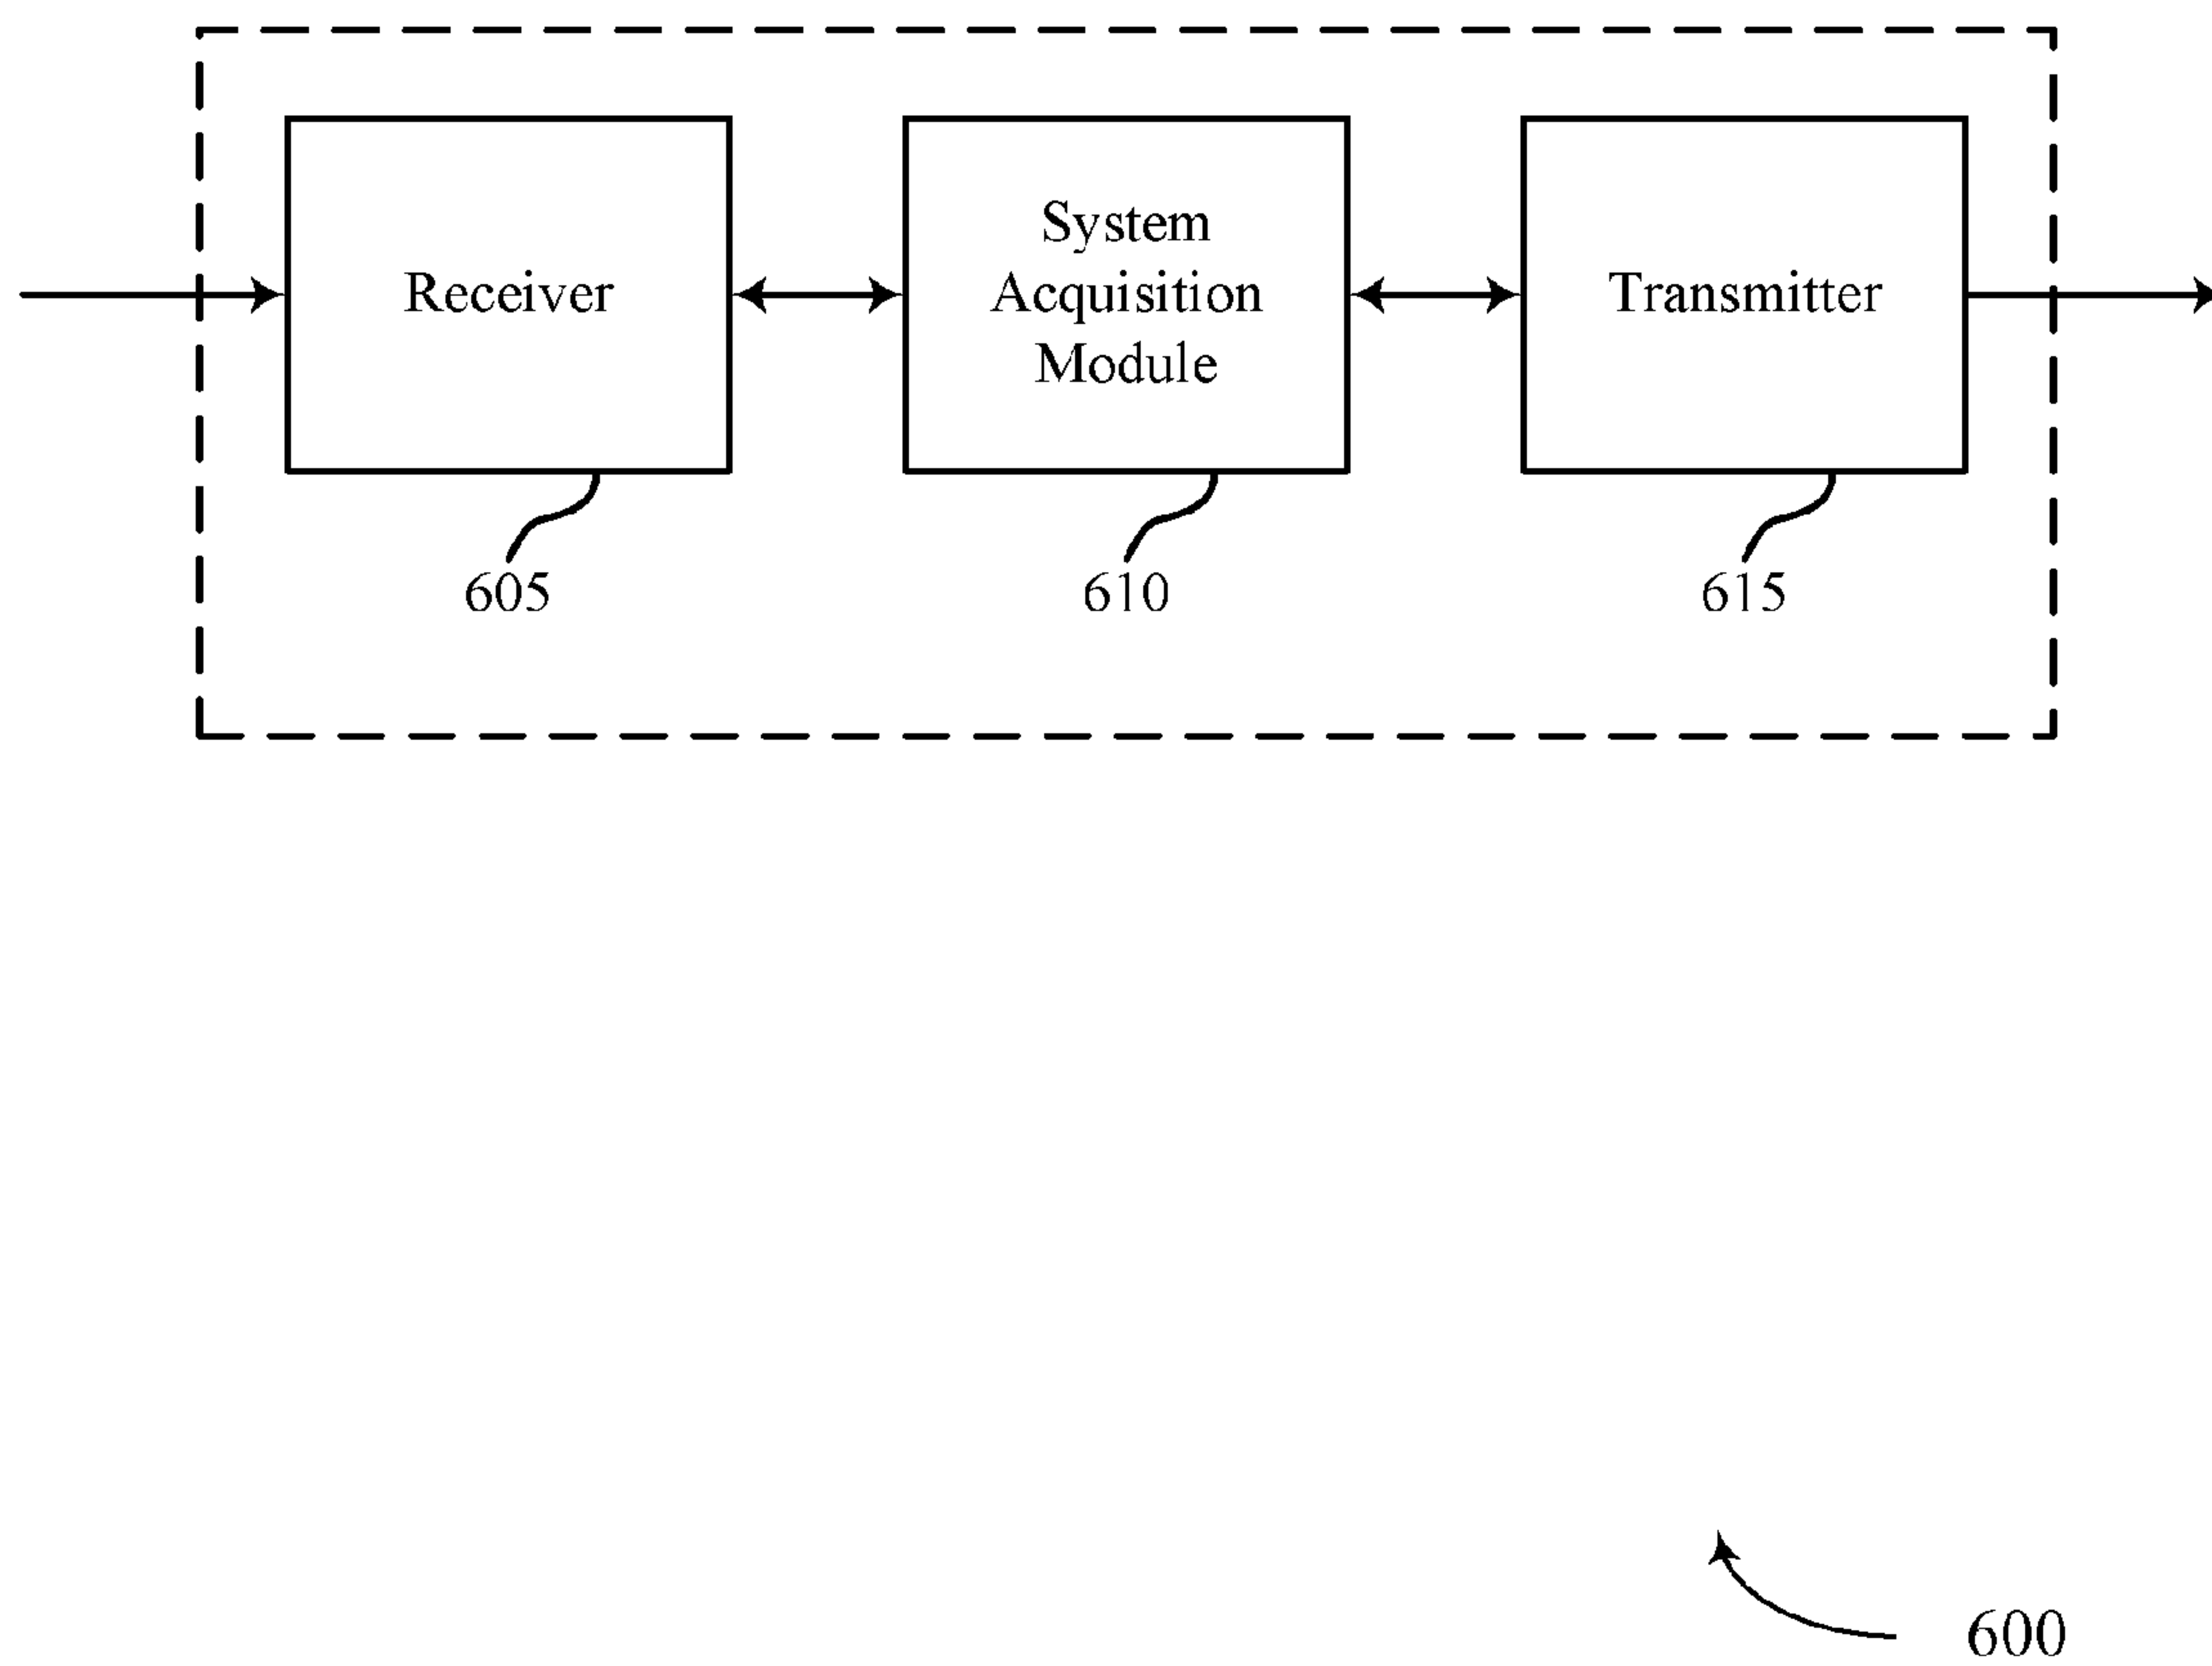 Receiver
System
Acquisition
Module
Transmitter
605
610
615
600